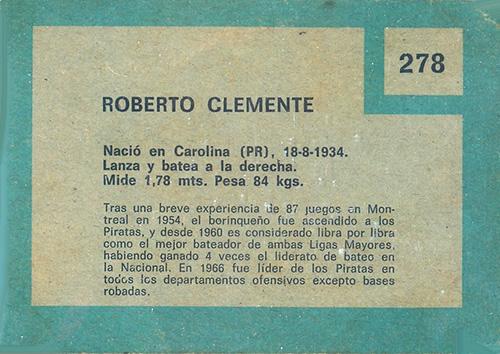 278
ROBERTO CLEMENTE
Nació en Carolina (PR), 18-8-1934.
Lanza y batea a la derecha.
Mide 1,78 mts. Pesa 84 kgs.
Tras una breve experiencia de 87 juegos en Mon-
treal en 1954, el borinqueño fue ascendido a los
Piratas, y desde 1960 es considerado libra por libra
como el mejor bateador de ambas Ligas Mayores,
habiendo ganado 4 veces el liderato de bateo en
la Nacional. En 1966 fue líder de los Piratas en
todos los departamentos ofensivos excepto bases
robadas.